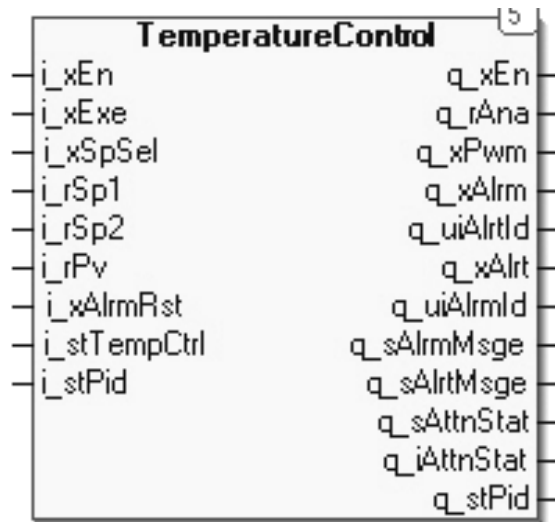 5
TemperatureControl
i_xEn q_xEn
i_xExe q_rAna
i_xSpSel q_xPwm
i_rSp1 q_xAlrm
i_rSp2 q_uiAlrtId
i_rPv q_xAlrt
i_xAlrmRst q_uiAlrmId
i_stTempCtrl q_sAlrmMsge
i_stPid q_sAlrtMsge
q_sAttnStat
q_iAttnStat
q_stPid